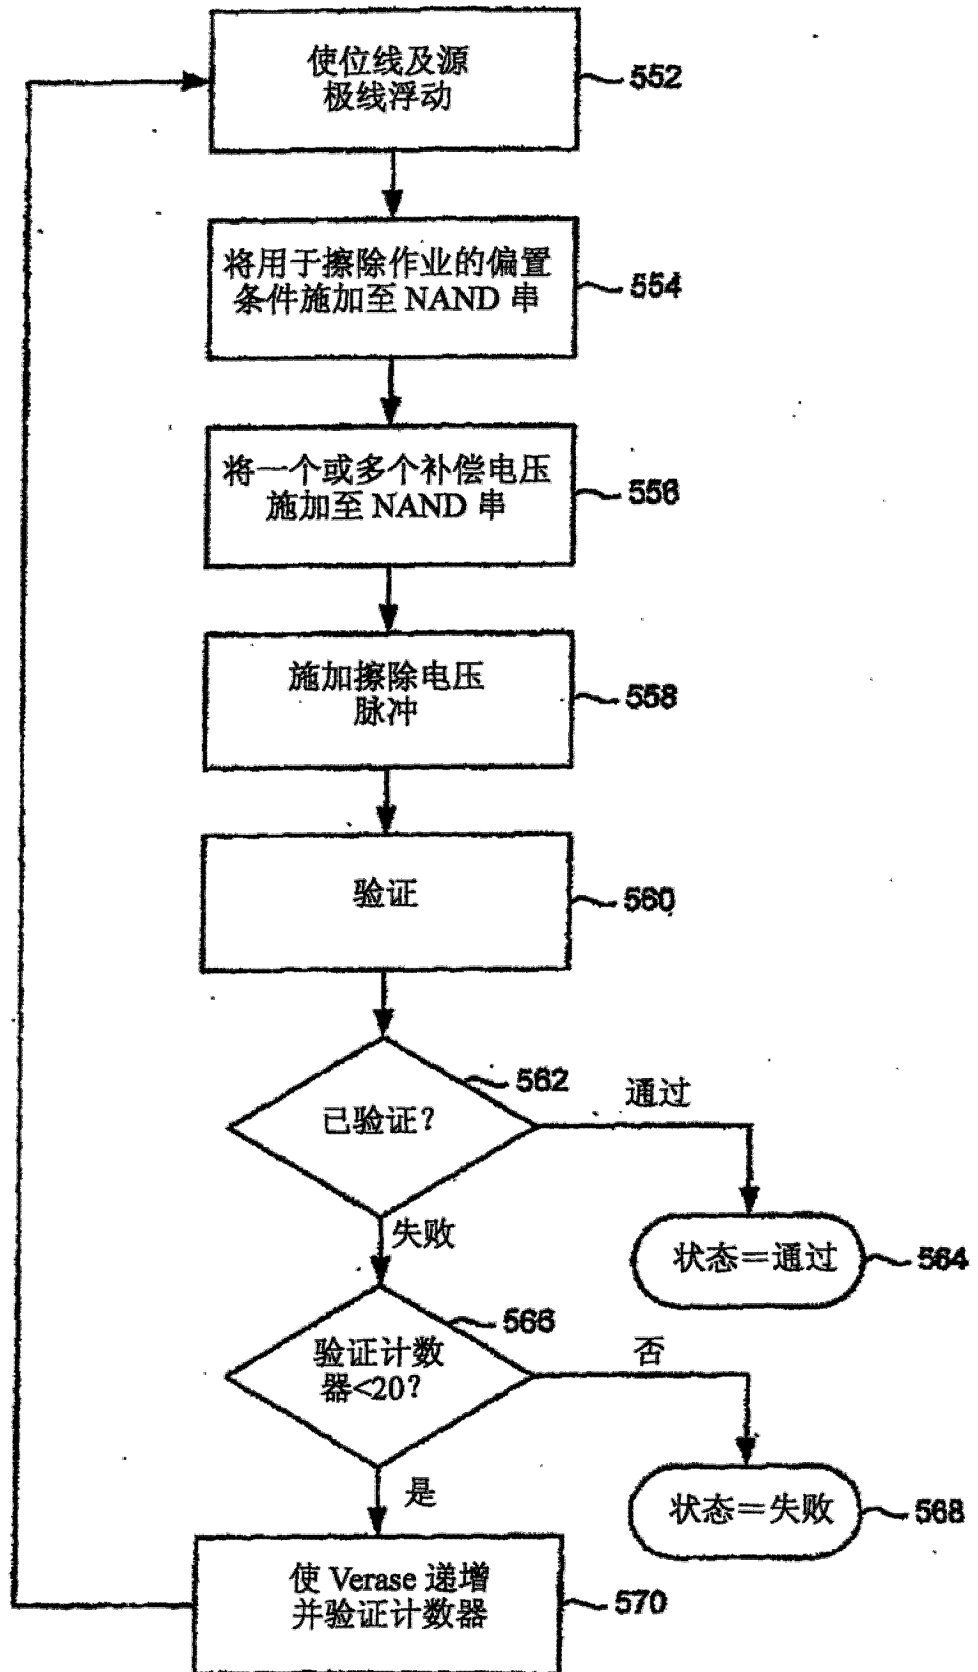 使位线及源
极线浮动
552
将用于擦除作业的偏置
条件施加至 NAND 串
554
将一个或多个补偿电压
施加至 NAND 串
556
施加擦除电压
脉冲
558
验证
560
562
已验证？
通过
失败
状态＝通过
564
566
验证计数
器<20？
否
是
状态＝失败
568
使 Verase 递增
并验证计数器
570